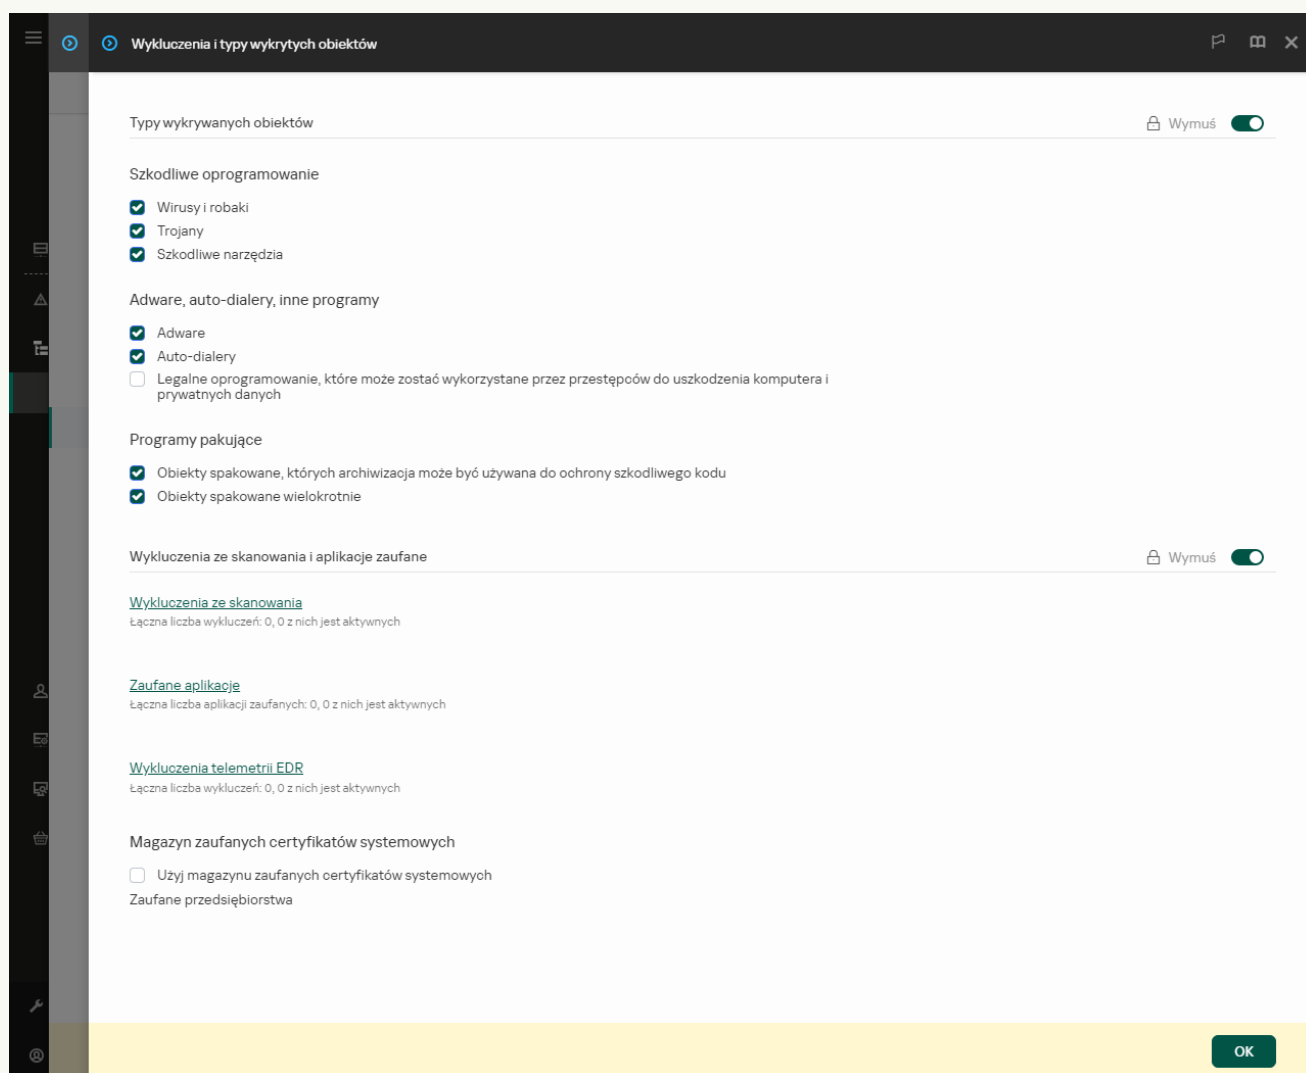 Wykluczenia i typy wykrytych obiektów
Typy wykrywanych obiektów
Wymuś
Szkodliwe oprogramowanie
Wirusy i robaki
Trojany
Szkodliwe narzędzia
Adware, auto-dialery, inne programy
Adware
Auto-dialery
Legalne oprogramowanie, które może zostać wykorzystane przez przestępców do uszkodzenia komputera i
prywatnych danych
Programy pakujące
Obiekty spakowane, których archiwizacja może być używana do ochrony szkodliwego kodu
Obiekty spakowane wielokrotnie
Wykluczenia ze skanowania i aplikacje zaufane
Wymuś
Wykluczenia ze skanowania
Łączna liczba wykluczeń: 0, 0 z nich jest aktywnych
Zaufane aplikacje
Łączna liczba aplikacji zaufanych: 0, 0 z nich jest aktywnych
Wykluczenia telemetrii EDR
Łączna liczba wykluczeń: 0, 0 z nich jest aktywnych
Magazyn zaufanych certyfikatów systemowych
Użyj magazynu zaufanych certyfikatów systemowych
Zaufane przedsiębiorstwa
OK